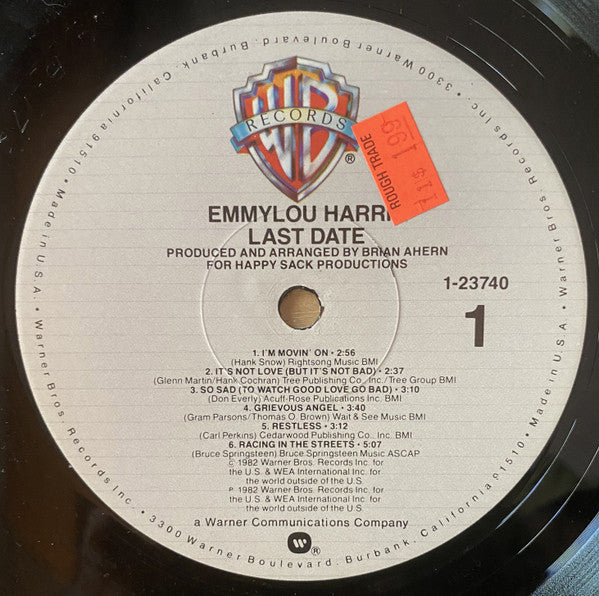 RECORDS
WB
®
ROUGH TRADE
199
EMMYLOU HARRI
LAST DATE
PRODUCED AND ARRANGED BY BRIAN AHERN
FOR HAPPY SACK PRODUCTIONS
1-23740
1
1. I'M MOVIN' ON • 2:56
(Hank Snow) Rightsong Music BMI
2. IT'S NOT LOVE (BUT IT'S NOT BAD) • 2:37
(Glenn Martin/Hank Cochran) Tree Publishing Co., Inc./Tree Group BMI
3. SO SAD (TO WATCH GOOD LOVE GO BAD) • 3:10
(Don Everly) Acuff-Rose Publications Inc. BMI
4. GRIEVOUS ANGEL • 3:40
(Gram Parsons/Thomas O. Brown) Wait & See Music BMI
5. RESTLESS • 3:12
(Carl Perkins) Cedarwood Publishing Co., Inc. BMI
6. RACING IN THE STREETS • 5:07
(Bruce Springsteen) Bruce Springsteen Music ASCAP
© 1982 Warner Bros. Records Inc. for
the U.S. & WEA International Inc. for
the world outside of the U.S.
℗ 1982 Warner Bros. Records Inc. for
the U.S. & WEA International Inc. for
the world outside of the U.S.
a Warner Communications Company
®
Warner Bros. Records Inc. • 3300 Warner Boulevard, Burbank, California 91510 • Made in U.S.A. •
Warner Bros. Records Inc. • 3300 Warner Boulevard, Burbank, California 91510 • Made in U.S.A. •